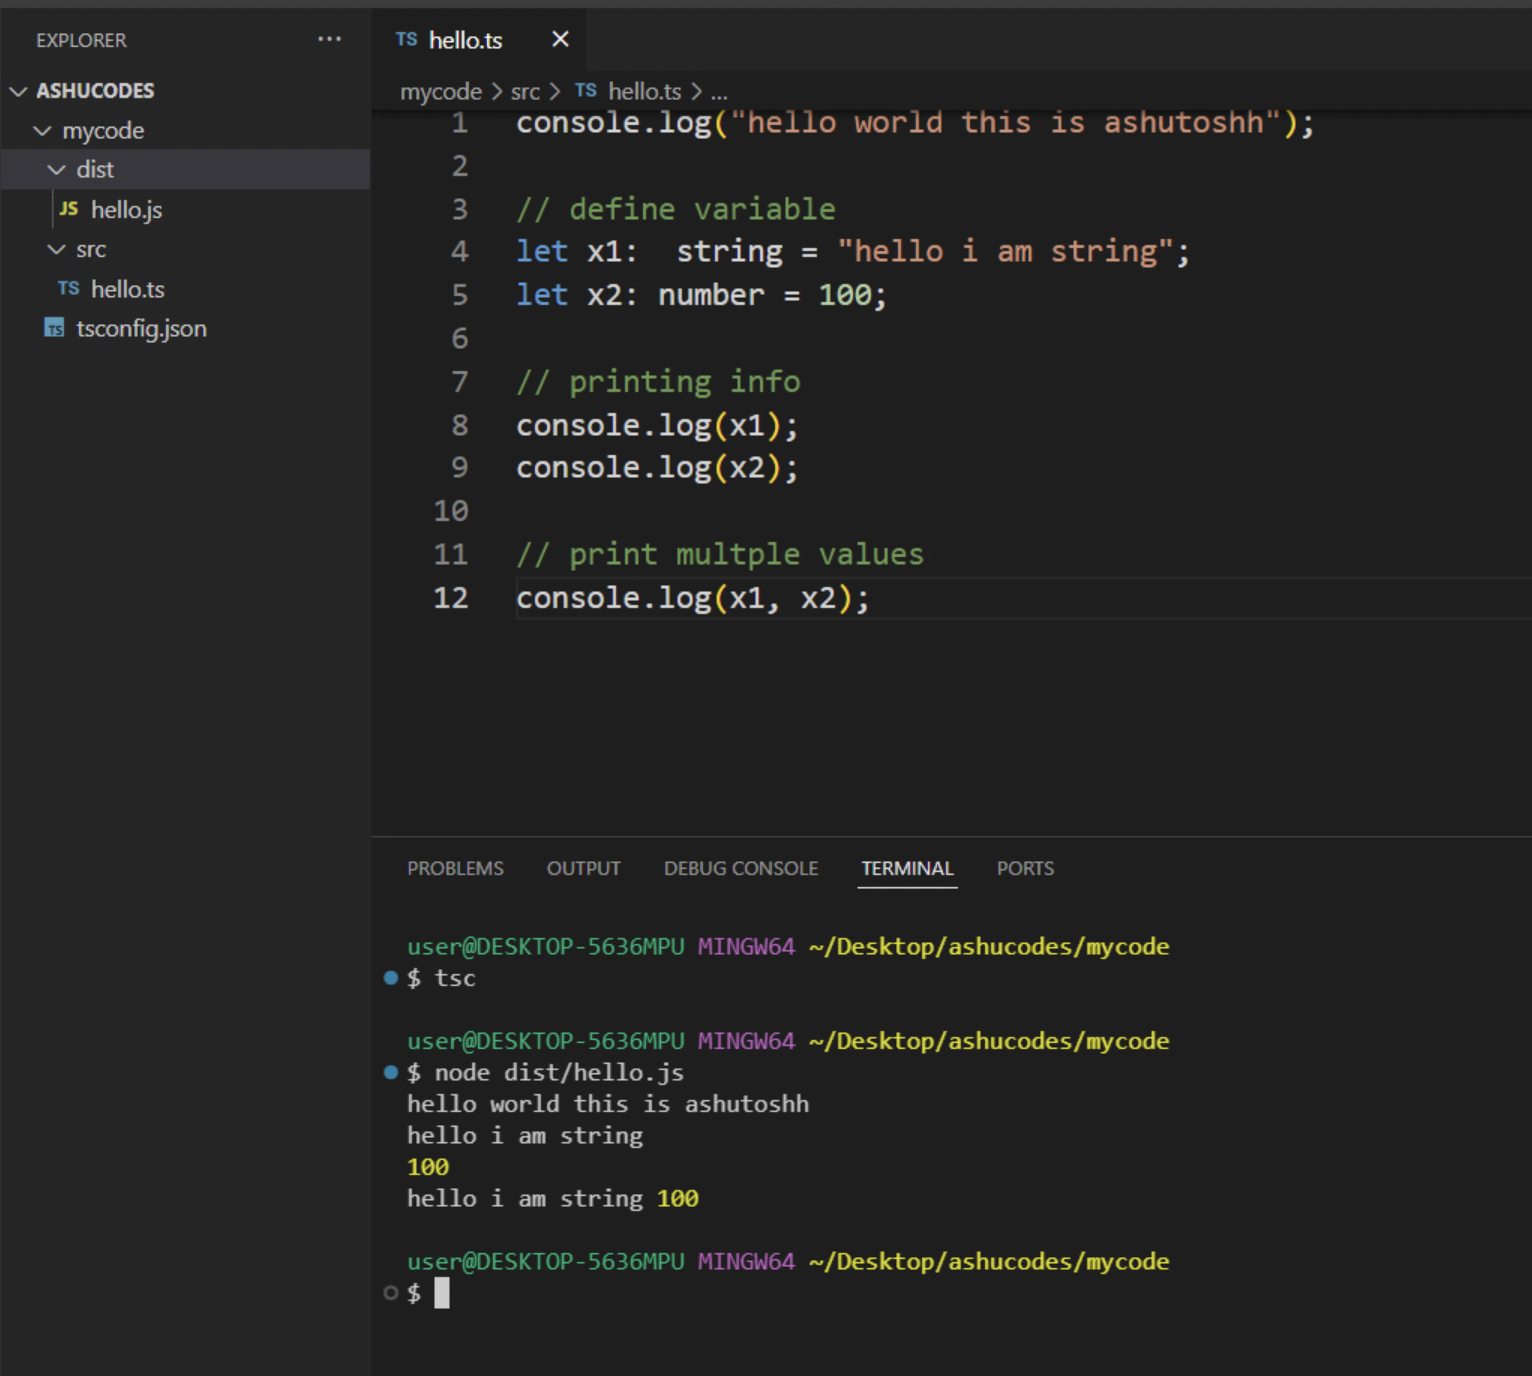 EXPLORER ...
ASHUCODES
mycode
dist
JS hello.js
src
TS hello.ts
TS tsconfig.json
TS hello.ts ×
mycode > src > TS hello.ts > ...
1 console.log("hello world this is ashutoshh");
2
3 // define variable
4 let x1:  string = "hello i am string";
5 let x2: number = 100;
6
7 // printing info
8 console.log(x1);
9 console.log(x2);
10
11 // print multple values
12 console.log(x1, x2);
PROBLEMS OUTPUT DEBUG CONSOLE TERMINAL PORTS
user@DESKTOP-5636MPU MINGW64 ~/Desktop/ashucodes/mycode
$ tsc
user@DESKTOP-5636MPU MINGW64 ~/Desktop/ashucodes/mycode
$ node dist/hello.js
hello world this is ashutoshh
hello i am string
100
hello i am string 100
user@DESKTOP-5636MPU MINGW64 ~/Desktop/ashucodes/mycode
$